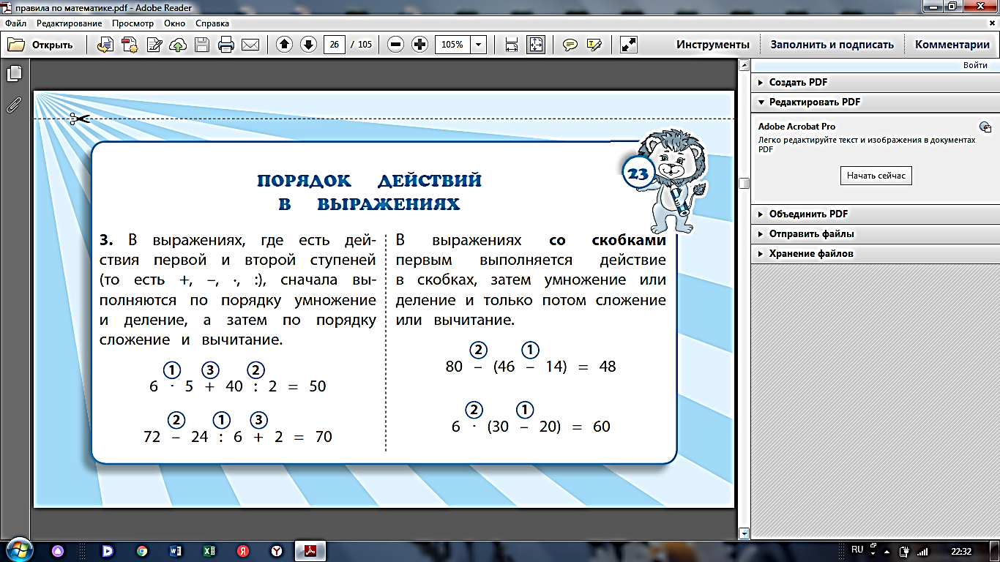 правила по математике.pdf - Adobe Reader
Файл Редактирование Просмотр Окно Справка
Открыть 26 / 105 105% Инструменты Заполнить и подписать Комментарии
Войти
Создать PDF
Редактировать PDF
Adobe Acrobat Pro
Легко редактируйте текст и изображения в документах
PDF
Начать сейчас
Объединить PDF
Отправить файлы
Хранение файлов
23
ПОРЯДОК ДЕЙСТВИЙ
В ВЫРАЖЕНИЯХ
3. В выражениях, где есть дей-
ствия первой и второй ступеней
(то есть +, –, ·, :), сначала вы-
полняются по порядку умножение
и деление, а затем по порядку
сложение и вычитание.
1 3 2
6 · 5 + 40 : 2 = 50
2 1 3
72 – 24 : 6 + 2 = 70
В выражениях со скобками
первым выполняется действие
в скобках, затем умножение или
деление и только потом сложение
или вычитание.
2 1
80 – (46 – 14) = 48
2 1
6 · (30 – 20) = 60
RU 22:32